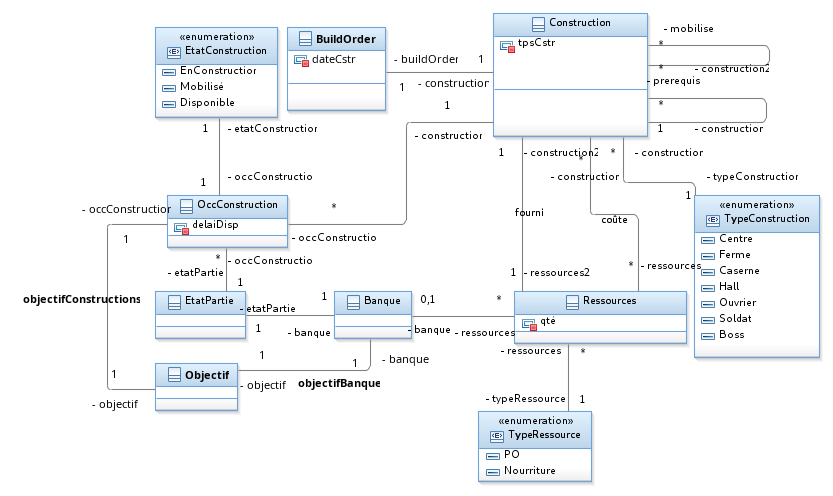 «enumeration»
EtatConstruction
EnConstruction
Mobilisé
Disponible
BuildOrder
dateCstr
- buildOrder
1
1
- construction
Construction
tpsCstr
- mobilise
*
*
- construction2
- prerequis
*
1
- construction
1
- construction
1
- etatConstruction
- occConstructio
1
OccConstruction
delaiDisp
- occConstruction
1
*
- occConstructio
*
- occConstructio
- etatPartie
1
1
- construction2
*
- construction
*
- construction
- typeConstruction
1
fourni
coûte
1
- ressources2
*
- ressources
«enumeration»
TypeConstruction
Centre
Ferme
Caserne
Hall
Ouvrier
Soldat
Boss
objectifConstructions
EtatPartie
- etatPartie
1
1
- banque
Banque
0,1
- banque
*
- ressources
Ressources
qté
- ressources
*
Objectif
1
- objectif
objectifBanque
1
- banque
1
- objectif
- typeRessource
1
«enumeration»
TypeRessource
PO
Nourriture